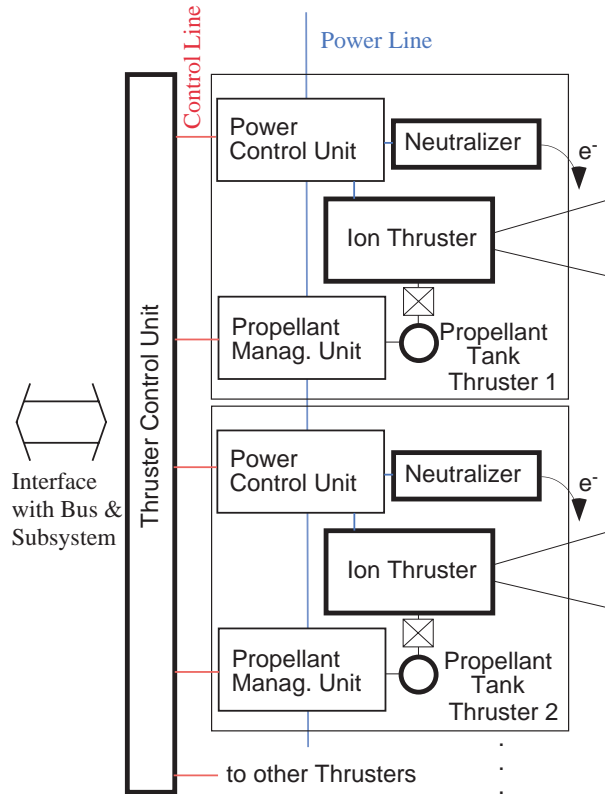 Control Line
Power Line
Thruster Control Unit
Power
Control Unit
Neutralizer
e-
Ion Thruster
Propellant
Manag. Unit
Propellant
Tank
Thruster 1
Interface
with Bus &
Subsystem
Power
Control Unit
Neutralizer
e-
Ion Thruster
Propellant
Manag. Unit
Propellant
Tank
Thruster 2
to other Thrusters